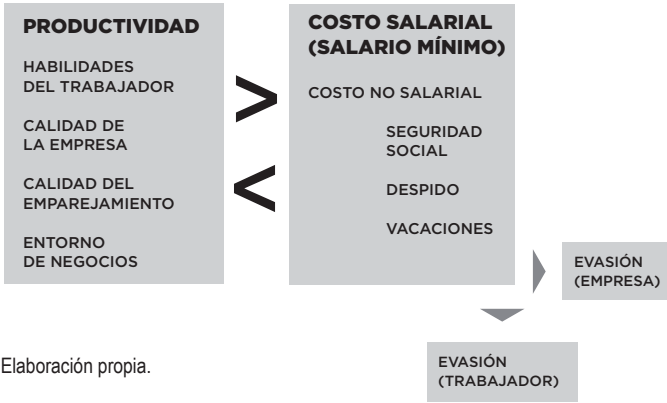 PRODUCTIVIDAD
HABILIDADES
DEL TRABAJADOR
CALIDAD DE
LA EMPRESA
CALIDAD DEL
EMPAREJAMIENTO
ENTORNO
DE NEGOCIOS
>
<
COSTO SALARIAL
(SALARIO MÍNIMO)
COSTO NO SALARIAL
SEGURIDAD
SOCIAL
DESPIDO
VACACIONES
EVASIÓN
(EMPRESA)
EVASIÓN
(TRABAJADOR)
Elaboración propia.